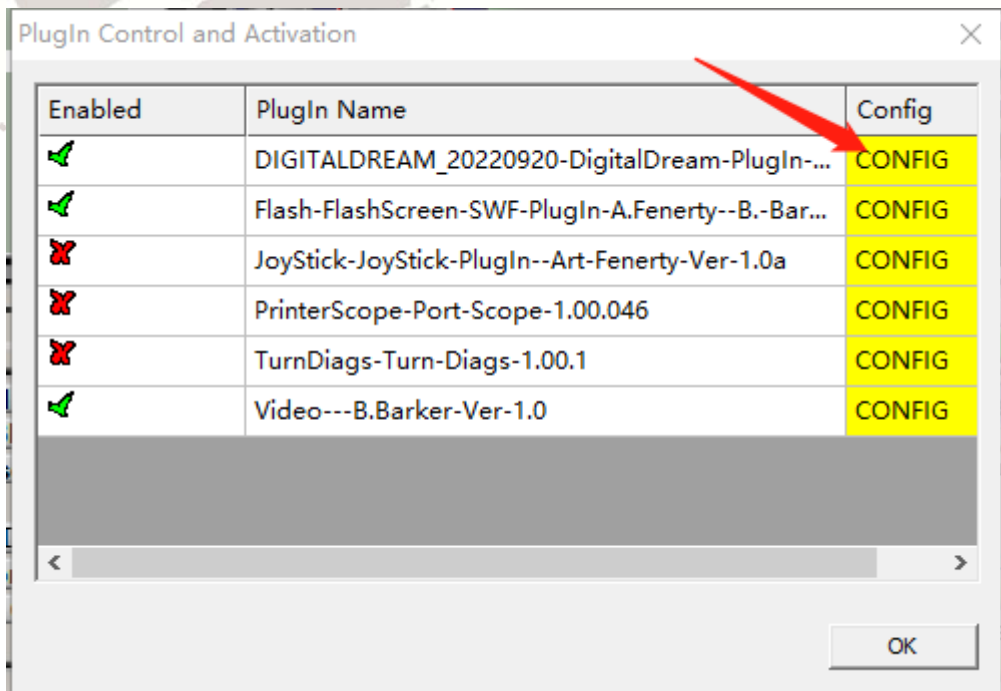 PlugIn Control and Activation
Enabled PlugIn Name Config
DIGITALDREAM_20220920-DigitalDream-PlugIn-... CONFIG
Flash-FlashScreen-SWF-PlugIn-A.Fenerty--B.-Bar... CONFIG
JoyStick-JoyStick-PlugIn--Art-Fenerty-Ver-1.0a CONFIG
PrinterScope-Port-Scope-1.00.046 CONFIG
TurnDiags-Turn-Diags-1.00.1 CONFIG
Video---B.Barker-Ver-1.0 CONFIG
OK